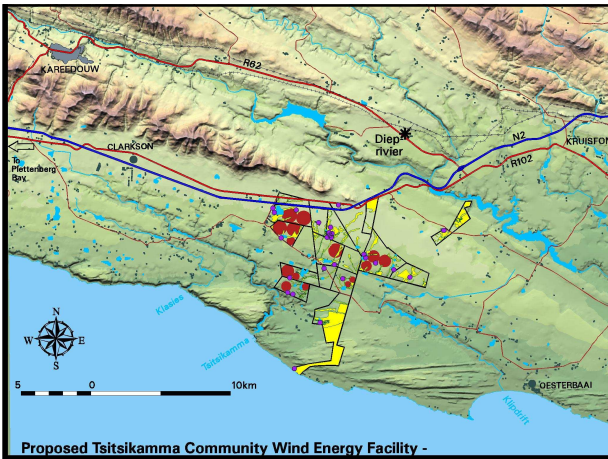 KAREEDOUW
R62
Diep
rivier
N2
KRUISFON
R102
CLARKSON
To
Plettenberg
Bay
Klasies
N
W E
S
Tsitsikamma
5 0 10km
OESTERBAAI
Klipdrift
Proposed Tsitsikamma Community Wind Energy Facility -